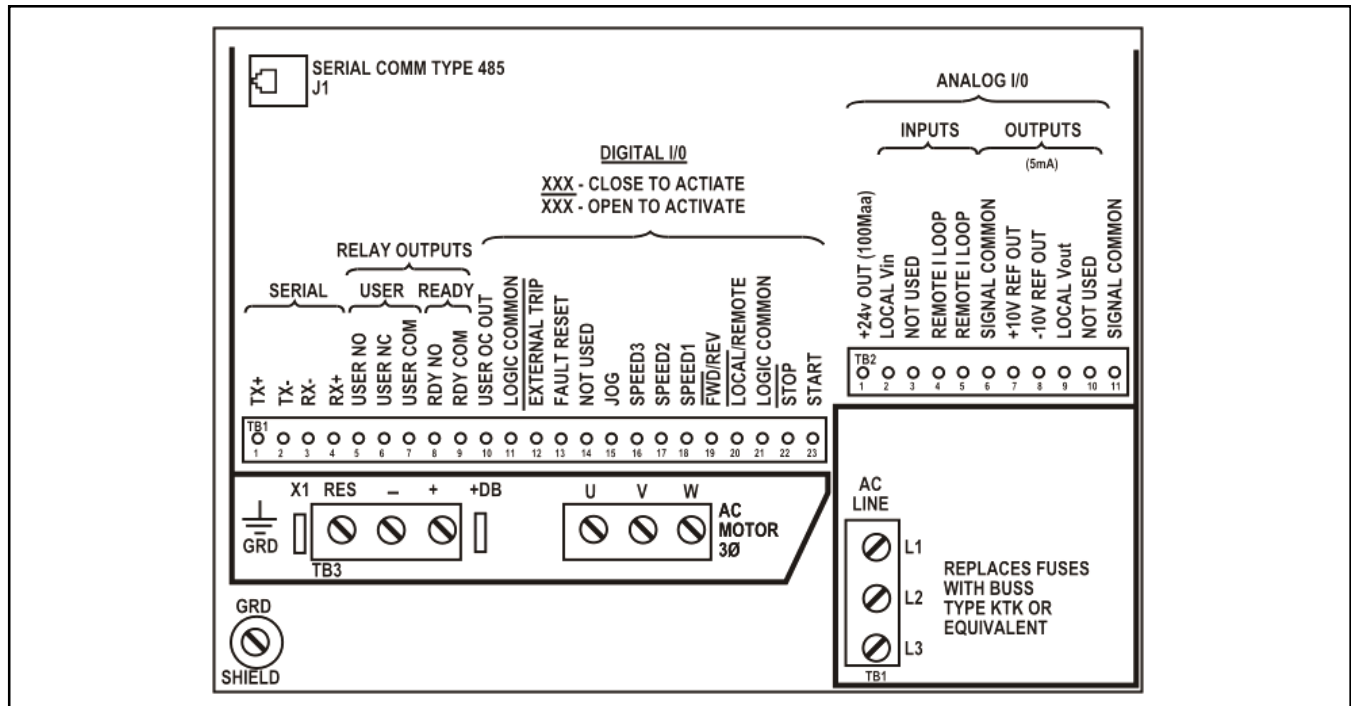 SERIAL COMM TYPE 485
J1
ANALOG I/0
INPUTS
OUTPUTS
(5mA)
DIGITAL I/0
XXX - CLOSE TO ACTIATE
XXX - OPEN TO ACTIVATE
RELAY OUTPUTS
SERIAL
USER
READY
TX+
TX-
RX-
RX+
USER NO
USER NC
USER COM
RDY NO
RDY COM
USER OC OUT
LOGIC COMMON
EXTERNAL TRIP
FAULT RESET
NOT USED
JOG
SPEED3
SPEED2
SPEED1
FWD/REV
LOCAL/REMOTE
LOGIC COMMON
STOP
START
TB1
1 2 3 4 5 6 7 8 9 10 11 12 13 14 15 16 17 18 19 20 21 22 23
+24v OUT (100Maa)
LOCAL Vin
NOT USED
REMOTE I LOOP
REMOTE I LOOP
SIGNAL COMMON
+10V REF OUT
-10V REF OUT
LOCAL Vout
NOT USED
SIGNAL COMMON
TB2
1 2 3 4 5 6 7 8 9 10 11
X1 RES – + +DB
GRD
TB3
U V W
AC
MOTOR
3Ø
GRD
SHIELD
AC
LINE
L1
L2
L3
TB1
REPLACES FUSES
WITH BUSS
TYPE KTK OR
EQUIVALENT